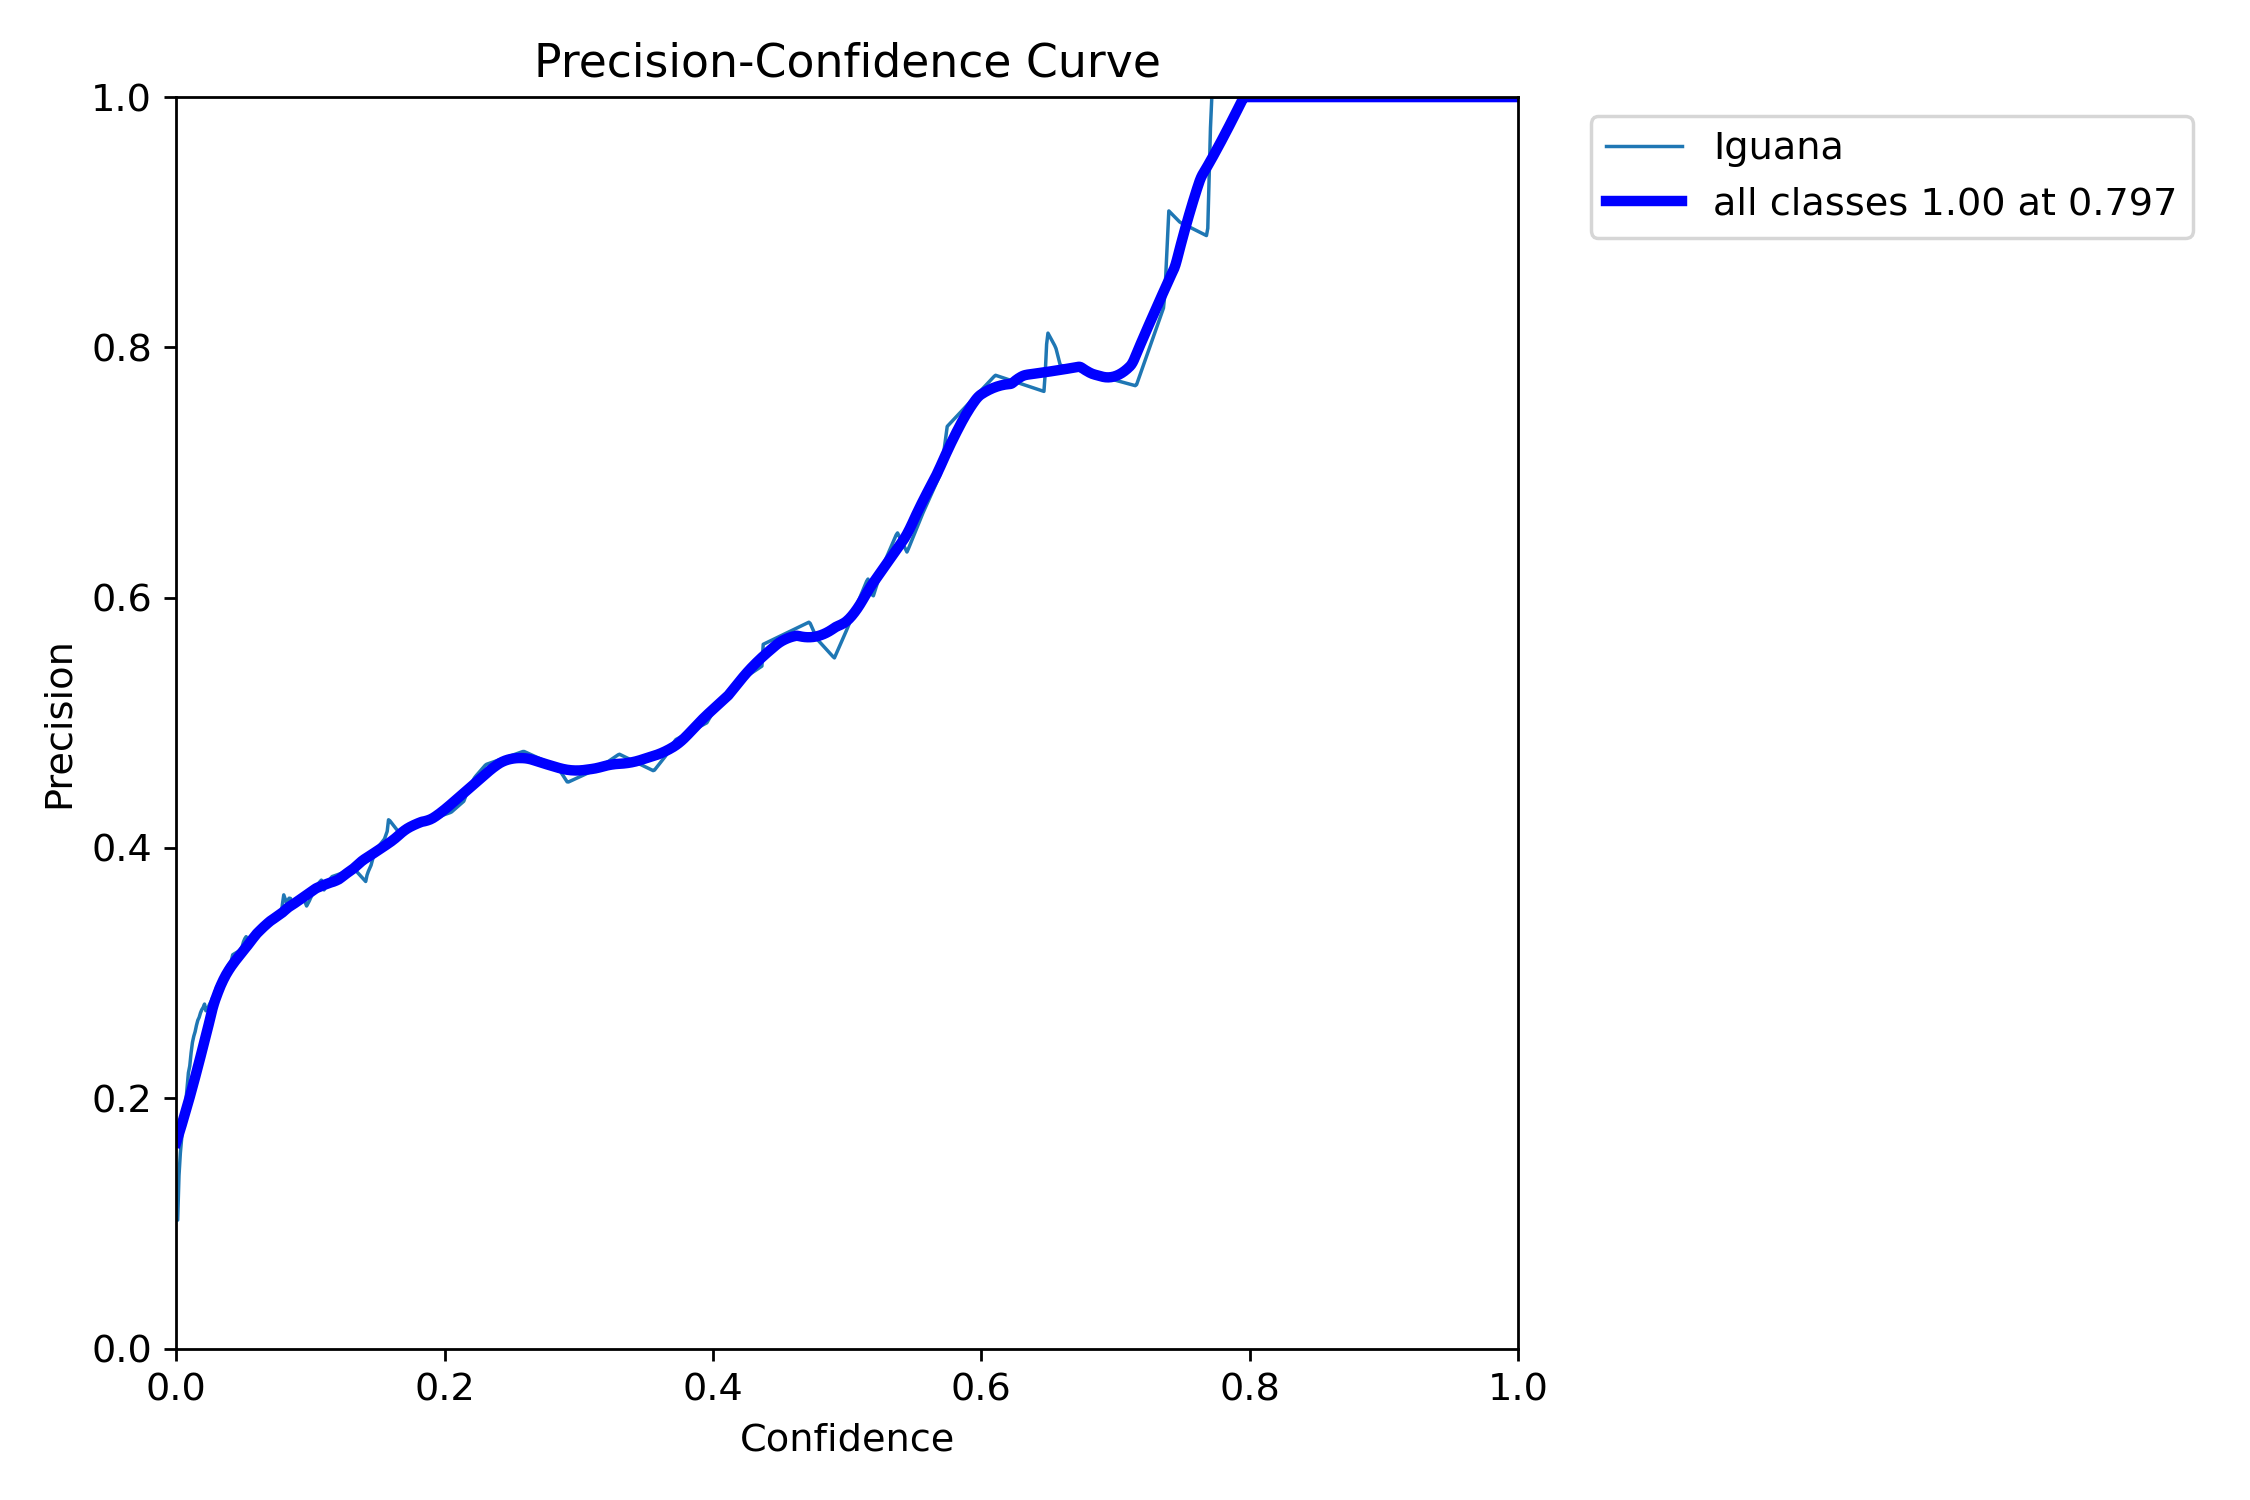 Precision-Confidence Curve
Iguana
all classes 1.00 at 0.797
1.0
0.8
0.6
0.4
0.2
0.0
Precision
0.0 0.2 0.4 0.6 0.8 1.0
Confidence